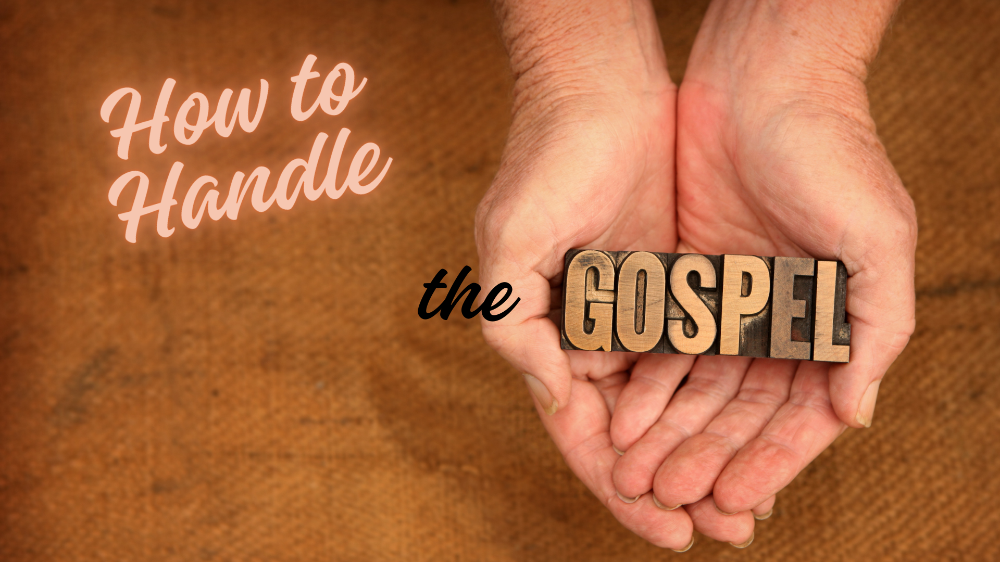 How to
Handle
the GOSPEL